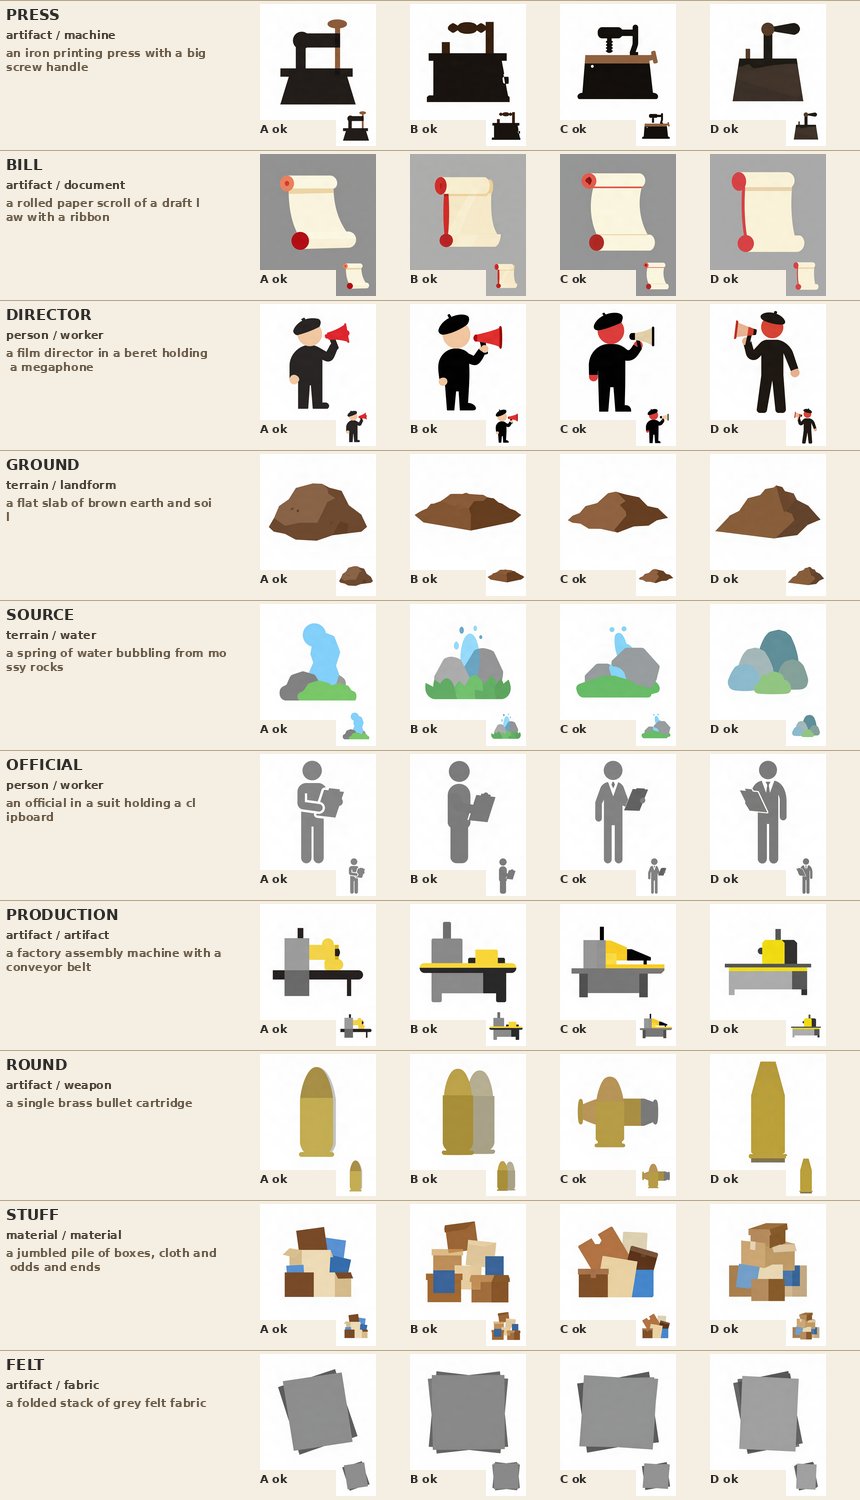 PRESS
artifact / machine
an iron printing press with a big
screw handle
A ok
B ok
C ok
D ok
BILL
artifact / document
a rolled paper scroll of a draft l
aw with a ribbon
A ok
B ok
C ok
D ok
DIRECTOR
person / worker
a film director in a beret holding
a megaphone
A ok
B ok
C ok
D ok
GROUND
terrain / landform
a flat slab of brown earth and soi
l
A ok
B ok
C ok
D ok
SOURCE
terrain / water
a spring of water bubbling from mo
ssy rocks
A ok
B ok
C ok
D ok
OFFICIAL
person / worker
an official in a suit holding a cl
ipboard
A ok
B ok
C ok
D ok
PRODUCTION
artifact / artifact
a factory assembly machine with a
conveyor belt
A ok
B ok
C ok
D ok
ROUND
artifact / weapon
a single brass bullet cartridge
A ok
B ok
C ok
D ok
STUFF
material / material
a jumbled pile of boxes, cloth and
odds and ends
A ok
B ok
C ok
D ok
FELT
artifact / fabric
a folded stack of grey felt fabric
A ok
B ok
C ok
D ok